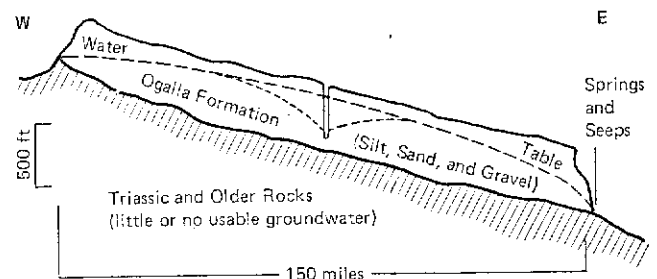 W
E
Water
Springs
and
Seeps
Ogalla Formation
500 ft
(Silt, Sand, and Gravel)
Table
Triassic and Older Rocks
(little or no usable groundwater)
150 miles